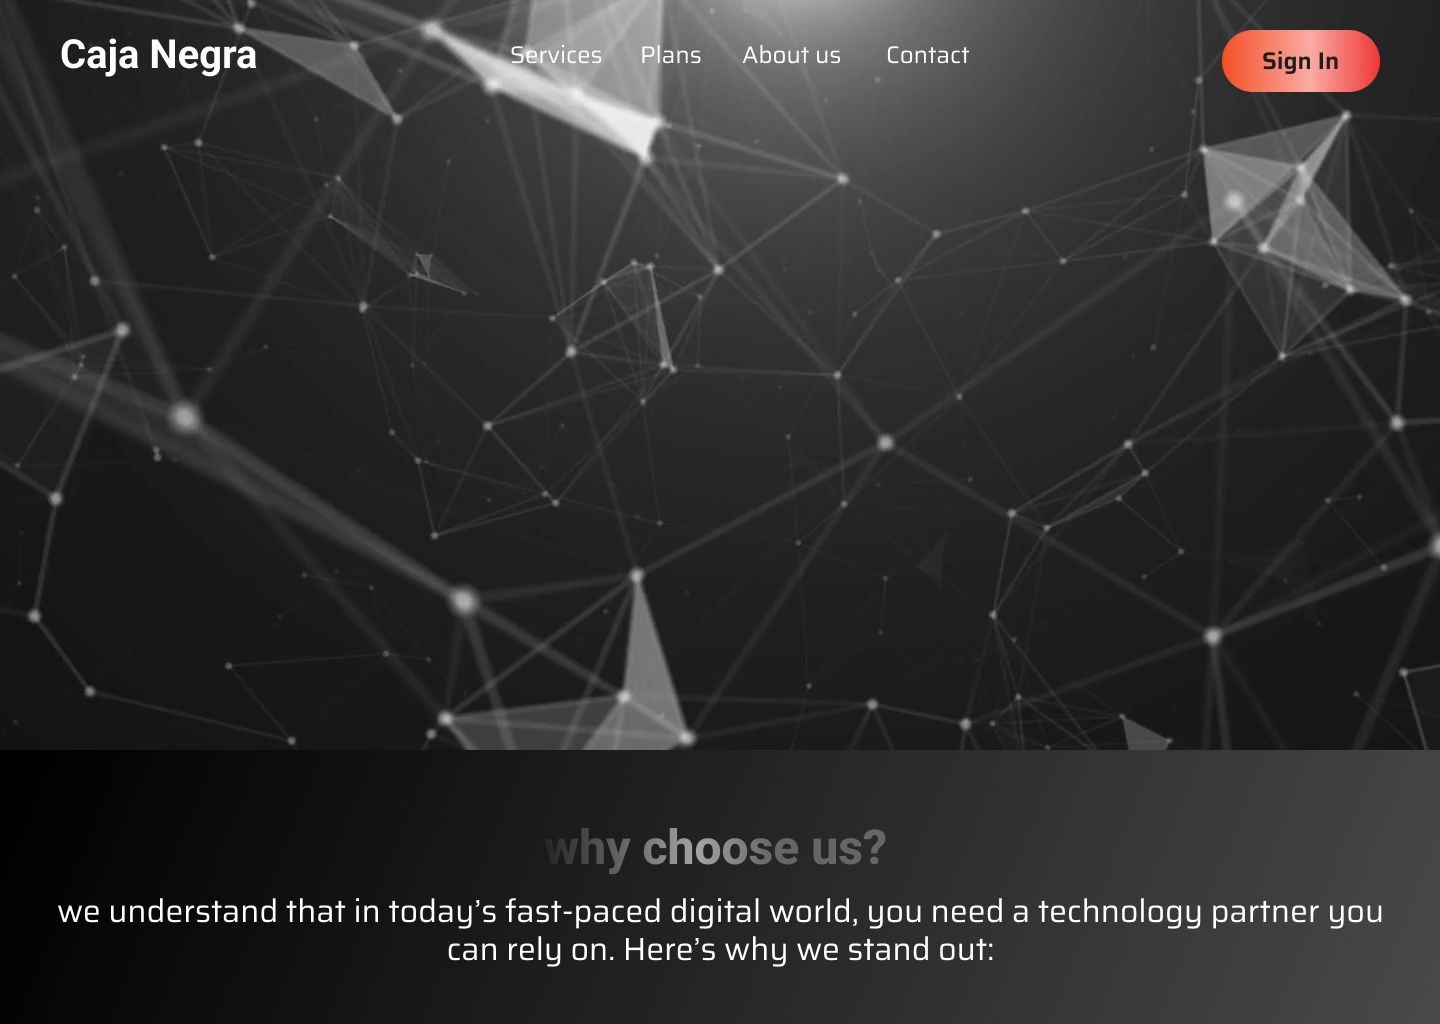 Caja Negra
Services
Plans
About us
Contact
Sign In
why choose us?
we understand that in today’s fast-paced digital world, you need a technology partner you
can rely on. Here’s why we stand out: